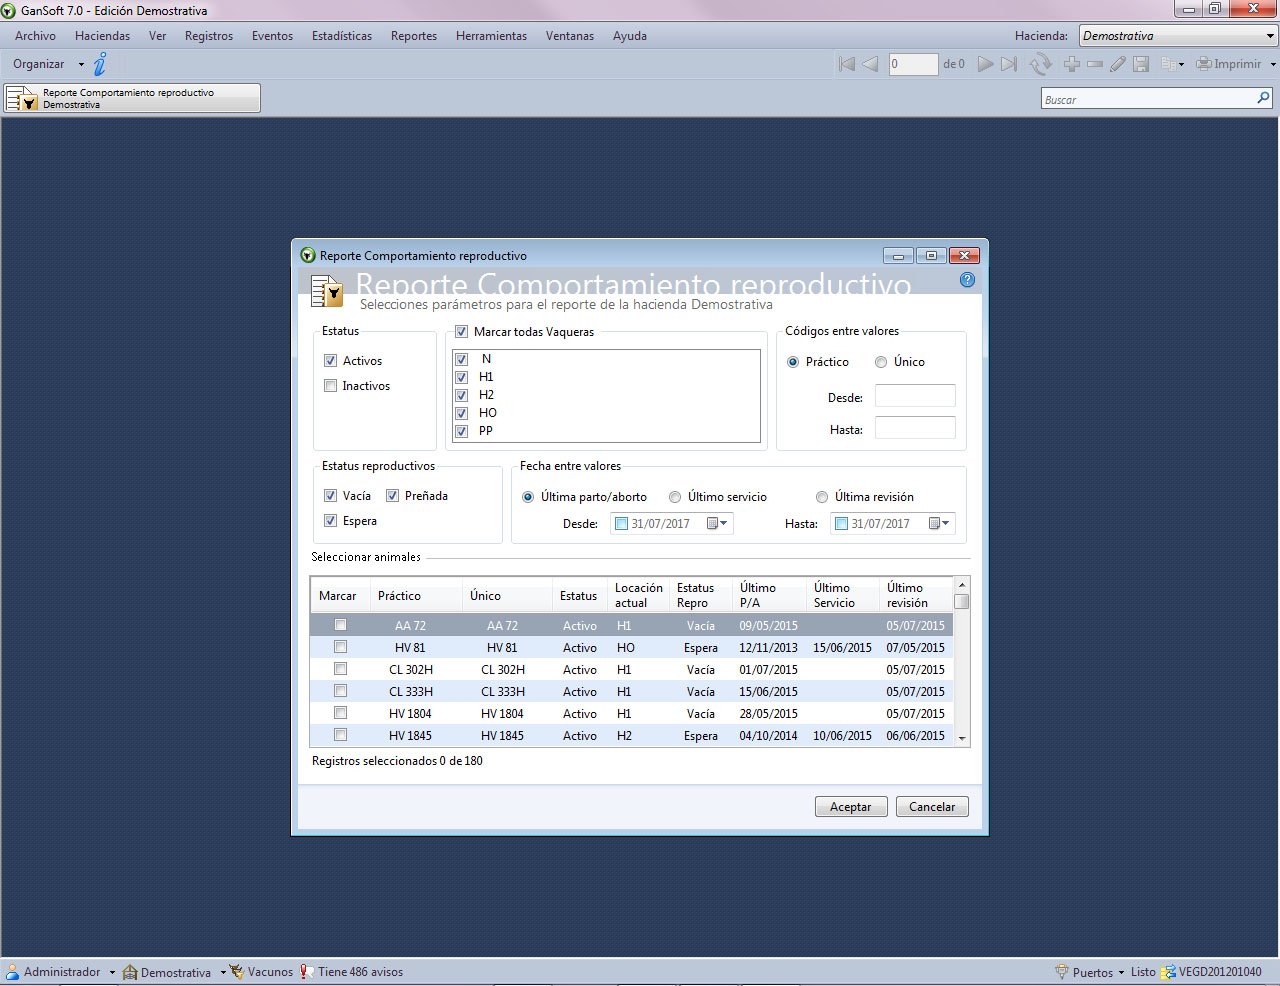 GanSoft 7.0 - Edición Demostrativa
Archivo Haciendas Ver Registros Eventos Estadísticas Reportes Herramientas Ventanas Ayuda Hacienda: Demostrativa
Organizar 0 de 0 Imprimir
Reporte Comportamiento reproductivo
Demostrativa
Buscar
Reporte Comportamiento reproductivo
Reporte Comportamiento reproductivo
Selecciones parámetros para el reporte de la hacienda Demostrativa
Estatus
Activos
Inactivos
Marcar todas Vaqueras
N
H1
H2
HO
PP
Códigos entre valores
Práctico Único
Desde:
Hasta:
Estatus reproductivos
Vacía Preñada
Espera
Fecha entre valores
Última parto/aborto Último servicio Última revisión
Desde: 31/07/2017 Hasta: 31/07/2017
Seleccionar animales
Marcar Práctico Único Estatus Locación actual Estatus Repro Último P/A Último Servicio Último revisión
AA 72 AA 72 Activo H1 Vacía 09/05/2015 05/07/2015
HV 81 HV 81 Activo HO Espera 12/11/2013 15/06/2015 07/05/2015
CL 302H CL 302H Activo H1 Vacía 01/07/2015 05/07/2015
CL 333H CL 333H Activo H1 Vacía 15/06/2015 05/07/2015
HV 1804 HV 1804 Activo H1 Vacía 28/05/2015 05/07/2015
HV 1845 HV 1845 Activo H2 Espera 04/10/2014 10/06/2015 06/06/2015
Registros seleccionados 0 de 180
Aceptar Cancelar
Administrador Demostrativa Vacunos Tiene 486 avisos Puertos Listo VEGD201201040